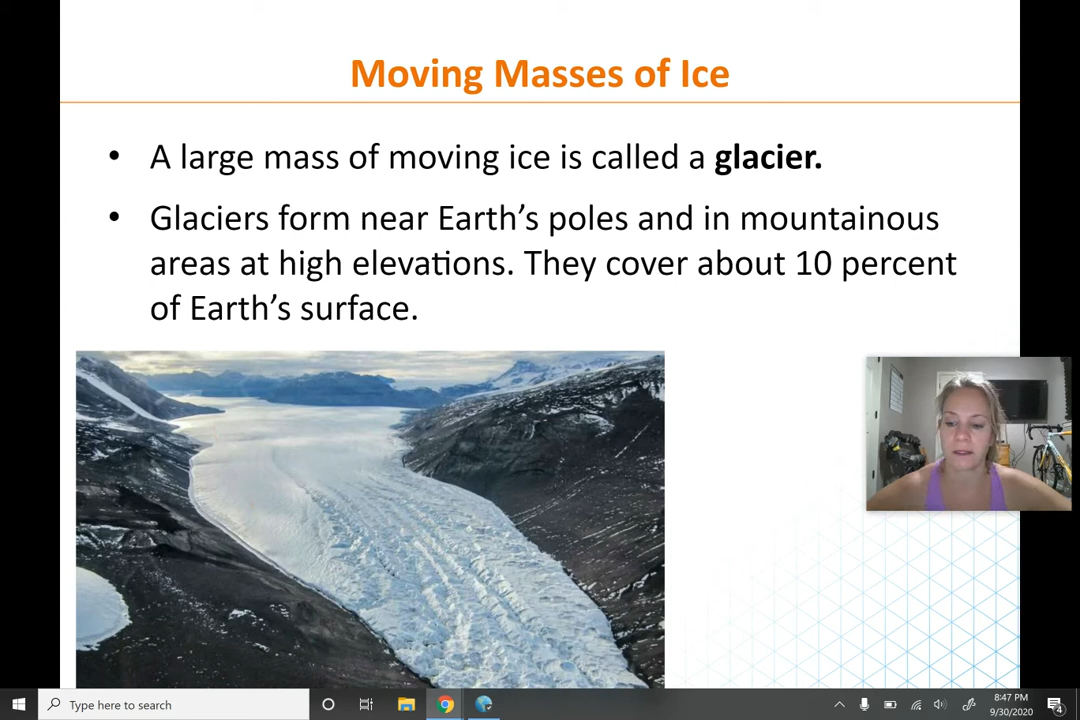 Moving Masses of Ice
• A large mass of moving ice is called a glacier.
• Glaciers form near Earth’s poles and in mountainous
areas at high elevations. They cover about 10 percent
of Earth’s surface.
Type here to search
8:47 PM
9/30/2020
4